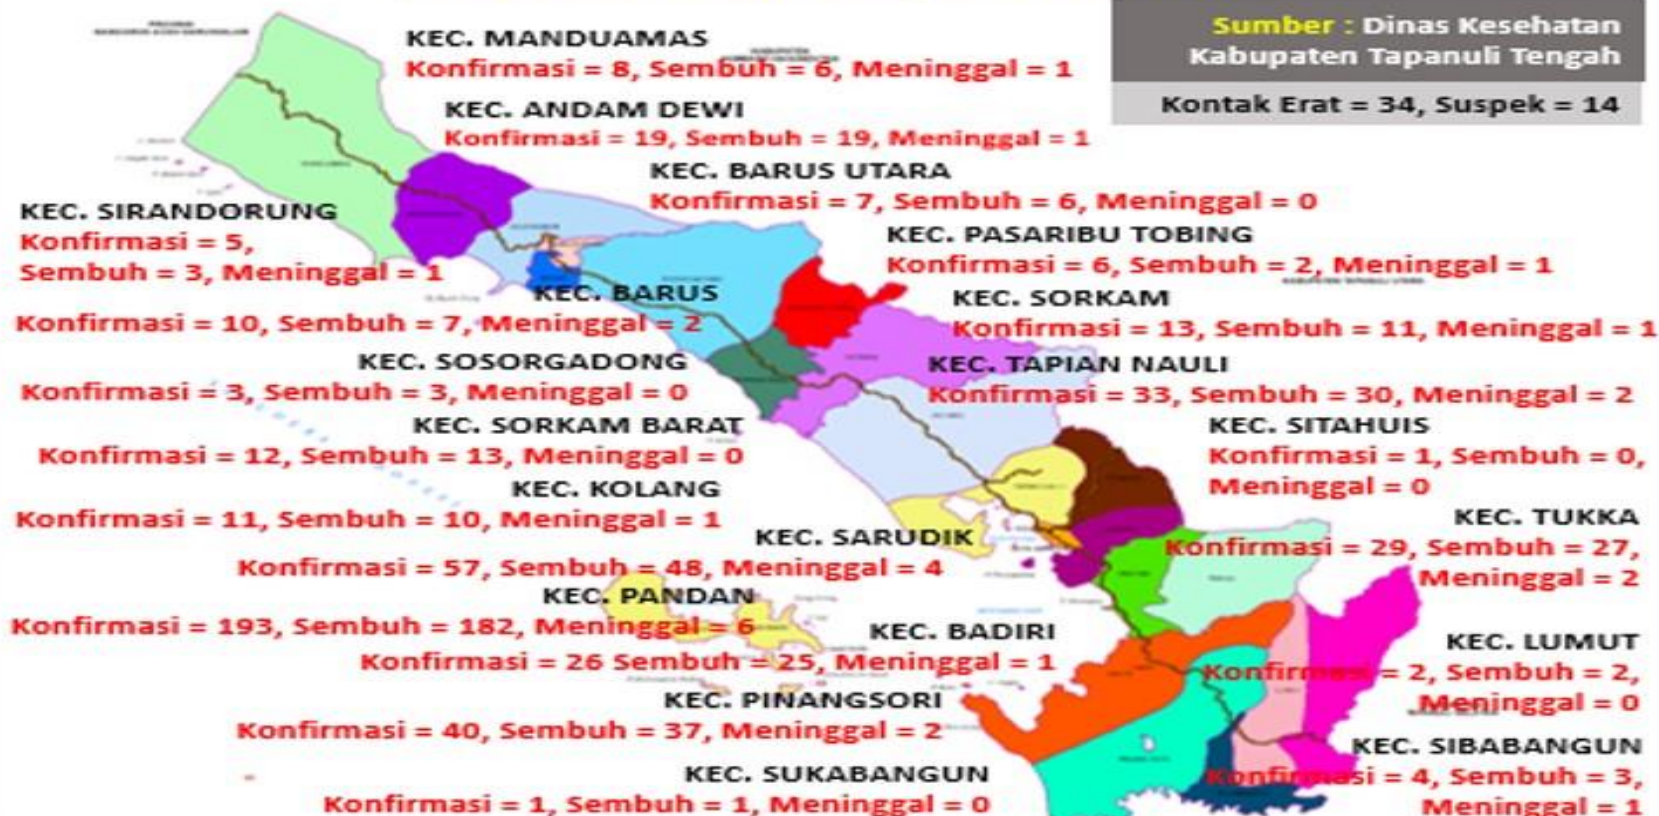 Sumber : Dinas Kesehatan
Kabupaten Tapanuli Tengah
Kontak Erat = 34, Suspek = 14
KEC. MANDUAMAS
Konfirmasi = 8, Sembuh = 6, Meninggal = 1
KEC. ANDAM DEWI
Konfirmasi = 19, Sembuh = 19, Meninggal = 1
KEC. BARUS UTARA
Konfirmasi = 7, Sembuh = 6, Meninggal = 0
KEC. SIRANDORUNG
Konfirmasi = 5,
Sembuh = 3, Meninggal = 1
KEC. PASARIBU TOBING
Konfirmasi = 6, Sembuh = 2, Meninggal = 1
KEC. BARUS
Konfirmasi = 10, Sembuh = 7, Meninggal = 2
KEC. SORKAM
Konfirmasi = 13, Sembuh = 11, Meninggal = 1
KEC. SOSORGADONG
Konfirmasi = 3, Sembuh = 3, Meninggal = 0
KEC. TAPIAN NAULI
Konfirmasi = 33, Sembuh = 30, Meninggal = 2
KEC. SORKAM BARAT
Konfirmasi = 12, Sembuh = 13, Meninggal = 0
KEC. SITAHUIS
Konfirmasi = 1, Sembuh = 0,
Meninggal = 0
KEC. KOLANG
Konfirmasi = 11, Sembuh = 10, Meninggal = 1
KEC. TUKKA
Konfirmasi = 29, Sembuh = 27,
Meninggal = 2
KEC. SARUDIK
Konfirmasi = 57, Sembuh = 48, Meninggal = 4
KEC. PANDAN
Konfirmasi = 193, Sembuh = 182, Meninggal = 6
KEC. BADIRI
Konfirmasi = 26 Sembuh = 25, Meninggal = 1
KEC. LUMUT
Konfirmasi = 2, Sembuh = 2,
Meninggal = 0
KEC. PINANGSORI
Konfirmasi = 40, Sembuh = 37, Meninggal = 2
KEC. SIBABANGUN
Konfirmasi = 4, Sembuh = 3,
Meninggal = 1
KEC. SUKABANGUN
Konfirmasi = 1, Sembuh = 1, Meninggal = 0